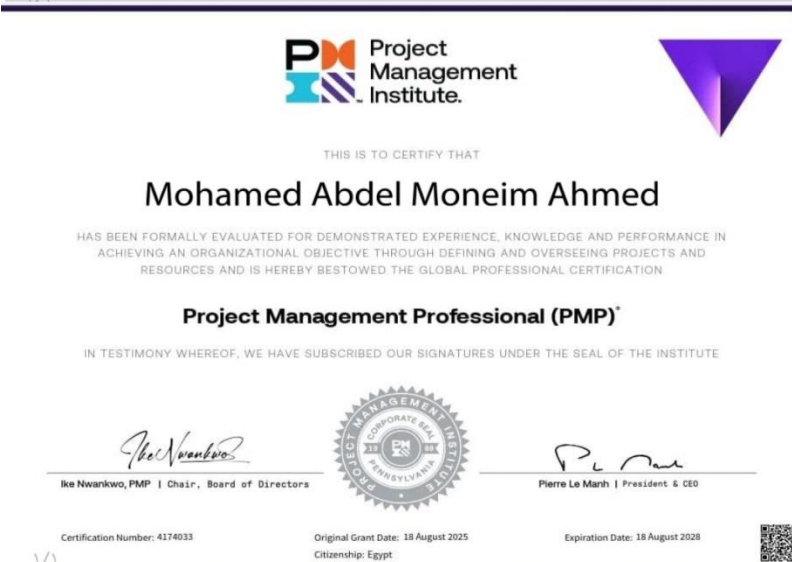 Project
Management
Institute.
THIS IS TO CERTIFY THAT
Mohamed Abdel Moneim Ahmed
HAS BEEN FORMALLY EVALUATED FOR DEMONSTRATED EXPERIENCE, KNOWLEDGE AND PERFORMANCE IN
ACHIEVING AN ORGANIZATIONAL OBJECTIVE THROUGH DEFINING AND OVERSEEING PROJECTS AND
RESOURCES AND IS HEREBY BESTOWED THE GLOBAL PROFESSIONAL CERTIFICATION
Project Management Professional (PMP)®
IN TESTIMONY WHEREOF, WE HAVE SUBSCRIBED OUR SIGNATURES UNDER THE SEAL OF THE INSTITUTE
PROJECT MANAGEMENT INSTITUTE
CORPORATE SEAL
19
PENNSYLVANIA
Ike Nwankwo
Ike Nwankwo, PMP | Chair, Board of Directors
Pierre Le Manh | President & CEO
Certification Number: 4174033
Original Grant Date: 18 August 2025
Expiration Date: 18 August 2028
Citizenship: Egypt